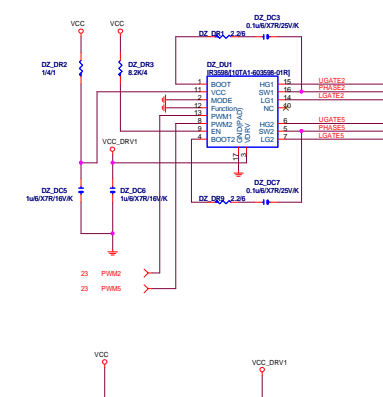 VCC
VCC
DZ_DC3
0.1u/6/X7R/25V/K
DZ_DR1 2.2/6
DZ_DR2
1/4/1
DZ_DR3
8.2K/4
DZ_DU1
[R3598/[10TA1-603598-01R]
1 BOOT HG1 15 UGATE2
11 VCC SW1 16 PHASE2
2 MODE LG1 14 LGATE2
12 Function NC 10
13 PWM1
8 PWM2 HG2 6 UGATE5
9 EN SW2 5 PHASE5
4 BOOT2 LG2 7 LGATE5
GND(PAD)
VDRV
17
3
VCC_DRV1
DZ_DC5
1u/6/X7R/16V/K
DZ_DC6
1u/6/X7R/16V/K
DZ_DC7
0.1u/6/X7R/25V/K
DZ_DR9 2.2/6
23 PWM2
23 PWM5
VCC
VCC_DRV1